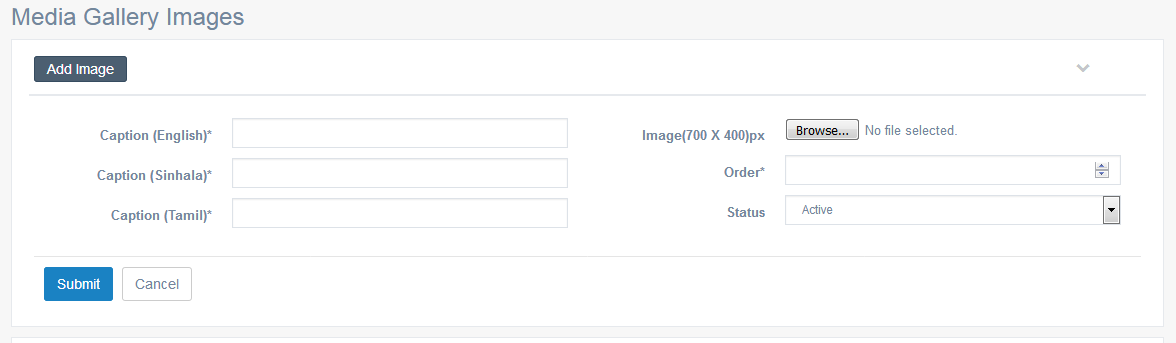 Media Gallery Images
Add Image
Caption (English)*
Caption (Sinhala)*
Caption (Tamil)*
Image(700 X 400)px
Browse... No file selected.
Order*
Status
Active
Submit
Cancel